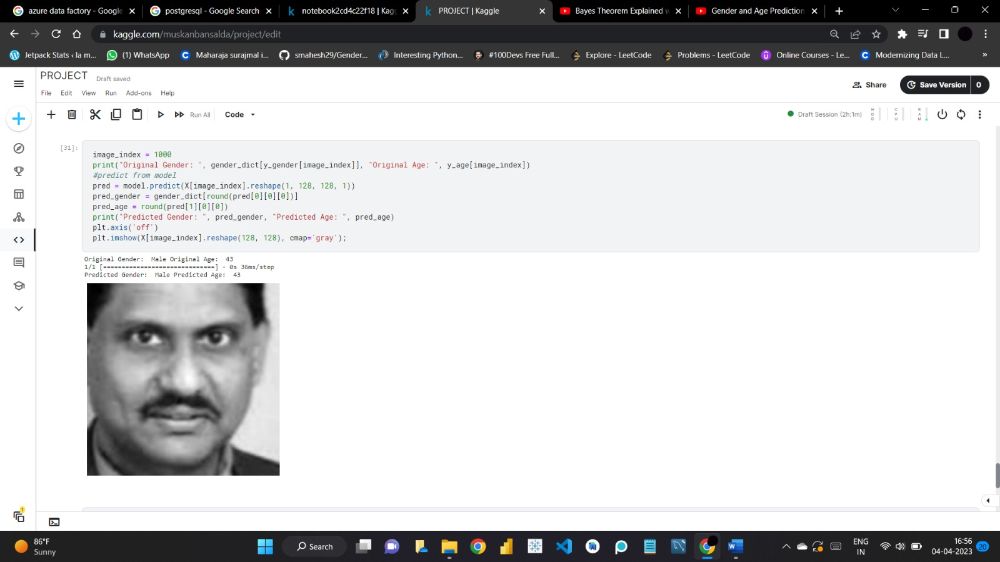 azure data factory - Google
postgresql - Google Search
notebook2cd4c22f18 | Kagg
PROJECT | Kaggle
Bayes Theorem Explained w
Gender and Age Prediction
kaggle.com/muskanbansalda/project/edit
Jetpack Stats ‹ la m...
(1) WhatsApp
Maharaja surajmal i...
smahesh29/Gender...
Interesting Python...
#100Devs Free Full...
Explore - LeetCode
Problems - LeetCode
Online Courses - Le...
Modernizing Data L...
»
PROJECT Draft saved
File Edit View Run Add-ons Help
Share
Save Version 0
Run All Code
Draft Session (2h:1m)
HDD
CPU
RAM
[31]:
image_index = 1000
print("Original Gender: ", gender_dict[y_gender[image_index]], "Original Age: ", y_age[image_index])
#predict from model
pred = model.predict(X[image_index].reshape(1, 128, 128, 1))
pred_gender = gender_dict[round(pred[0][0][0])]
pred_age = round(pred[1][0][0])
print("Predicted Gender: ", pred_gender, "Predicted Age: ", pred_age)
plt.axis('off')
plt.imshow(X[image_index].reshape(128, 128), cmap='gray');
Original Gender:  Male Original Age:  43
1/1 [==============================] - 0s 36ms/step
Predicted Gender:  Male Predicted Age:  43
1
86°F
Sunny
Search
ENG
IN
16:56
04-04-2023
20